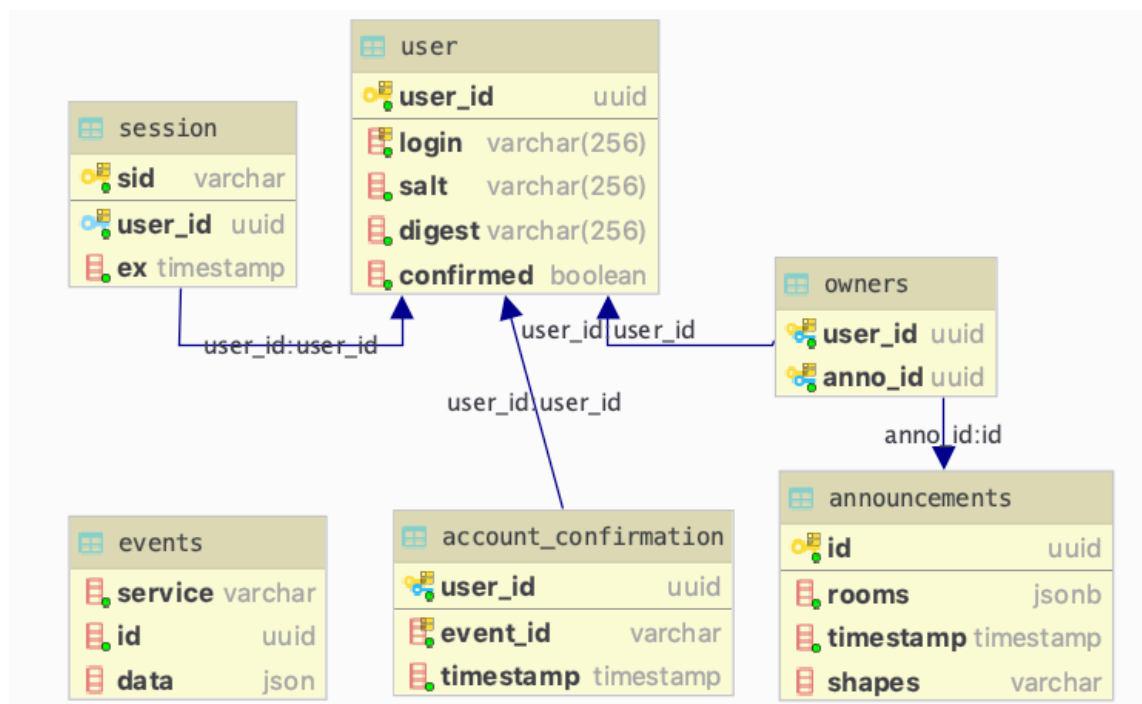 user
user_id uuid
login varchar(256)
salt varchar(256)
digest varchar(256)
confirmed boolean
session
sid varchar
user_id uuid
ex timestamp
owners
user_id uuid
anno_id uuid
user_id:user_id
user_id:user_id
user_id:user_id
anno_id:id
events
service varchar
id uuid
data json
account_confirmation
user_id uuid
event_id varchar
timestamp timestamp
announcements
id uuid
rooms jsonb
timestamp timestamp
shapes varchar